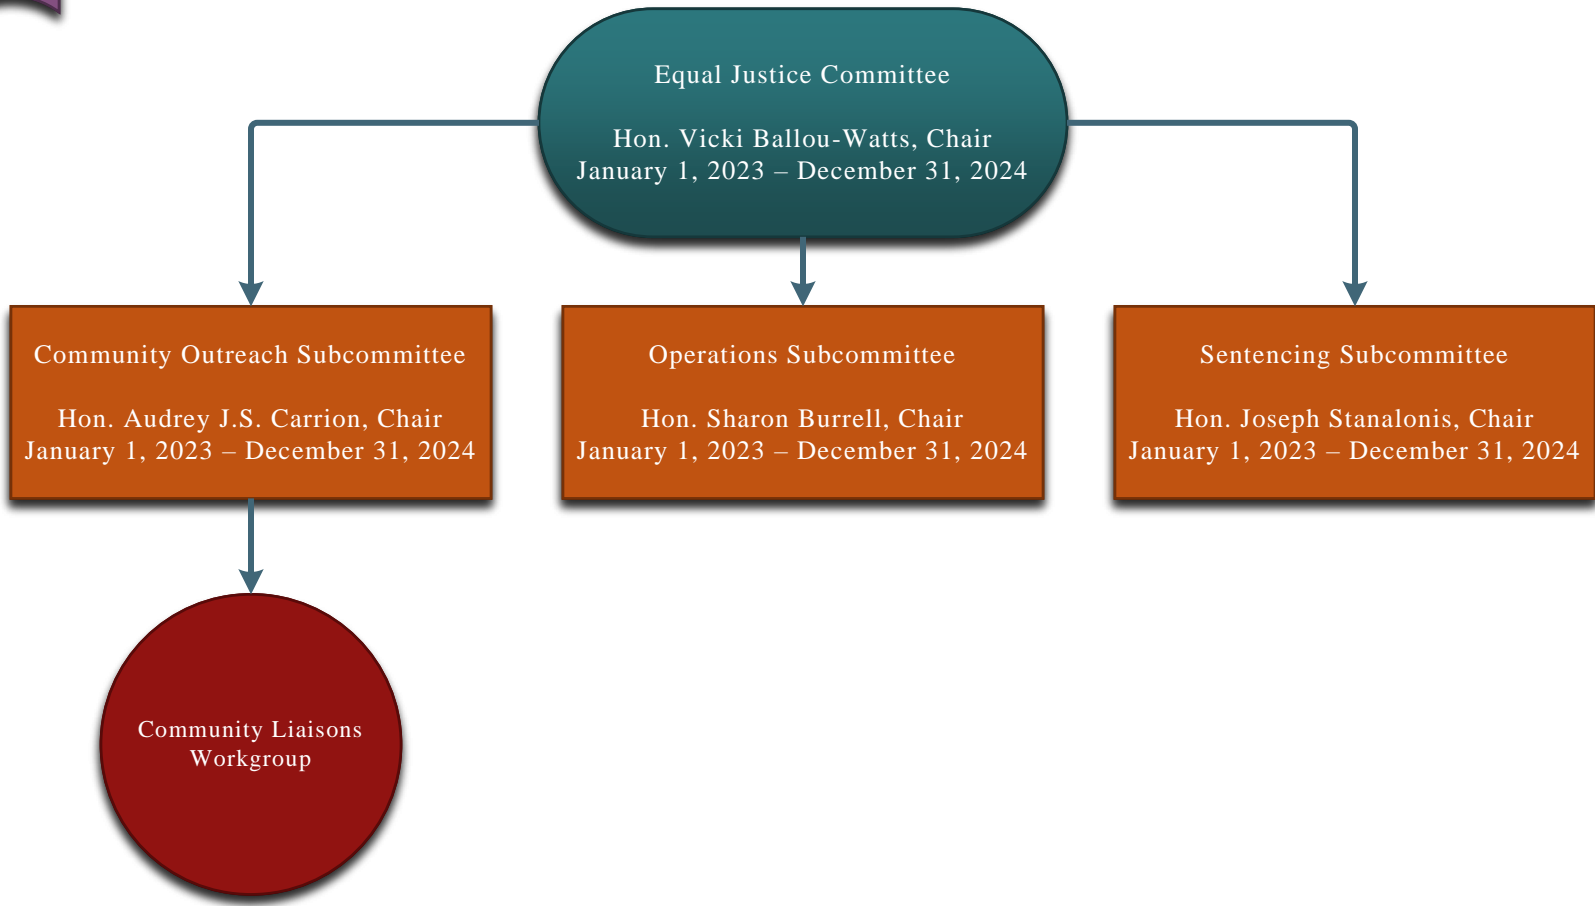 Equal Justice Committee
Hon. Vicki Ballou-Watts, Chair
January 1, 2023 – December 31, 2024
Community Outreach Subcommittee
Hon. Audrey J.S. Carrion, Chair
January 1, 2023 – December 31, 2024
Operations Subcommittee
Hon. Sharon Burrell, Chair
January 1, 2023 – December 31, 2024
Sentencing Subcommittee
Hon. Joseph Stanalonis, Chair
January 1, 2023 – December 31, 2024
Community Liaisons
Workgroup